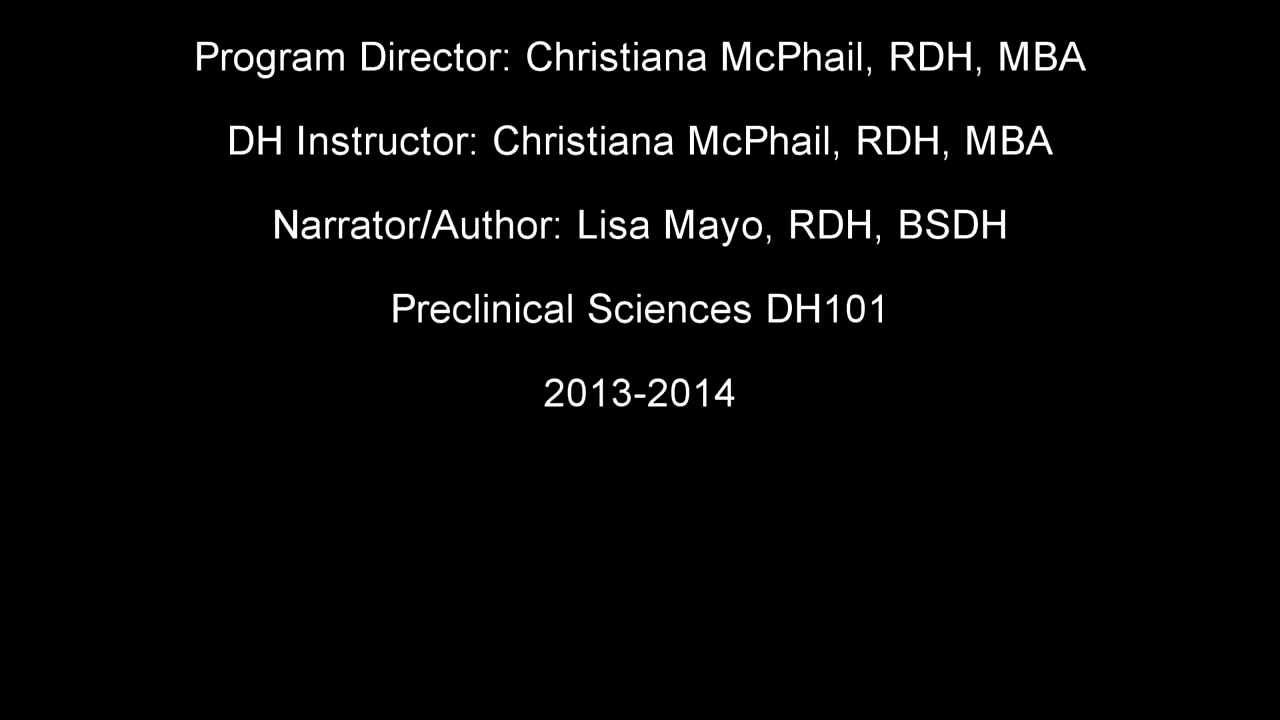 Program Director: Christiana McPhail, RDH, MBA
DH Instructor: Christiana McPhail, RDH, MBA
Narrator/Author: Lisa Mayo, RDH, BSDH
Preclinical Sciences DH101
2013-2014